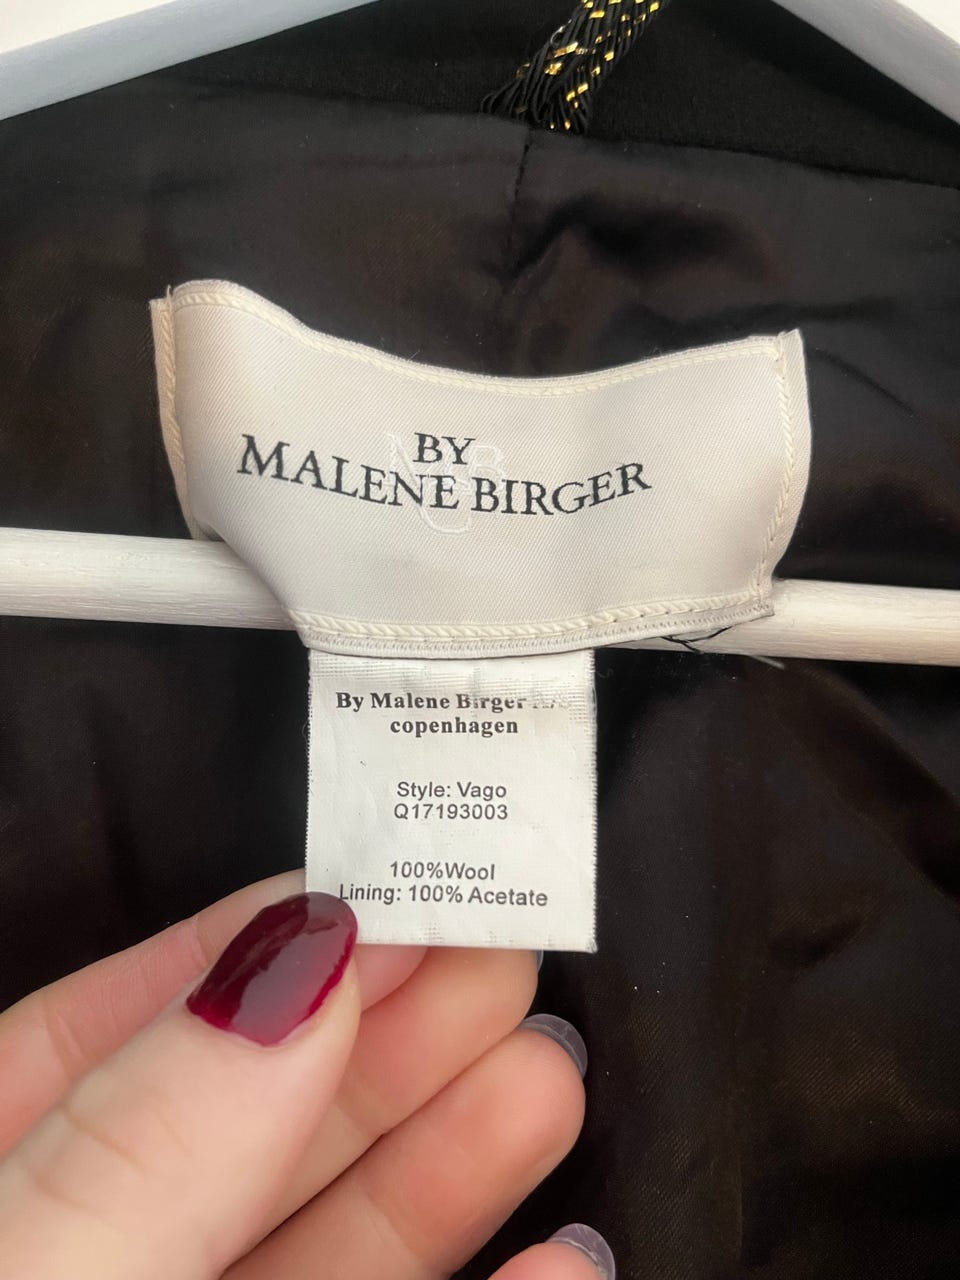 BY
MALENE BIRGER
By Malene Birger
copenhagen
Style: Vago
Q17193003
100%Wool
Lining: 100% Acetate